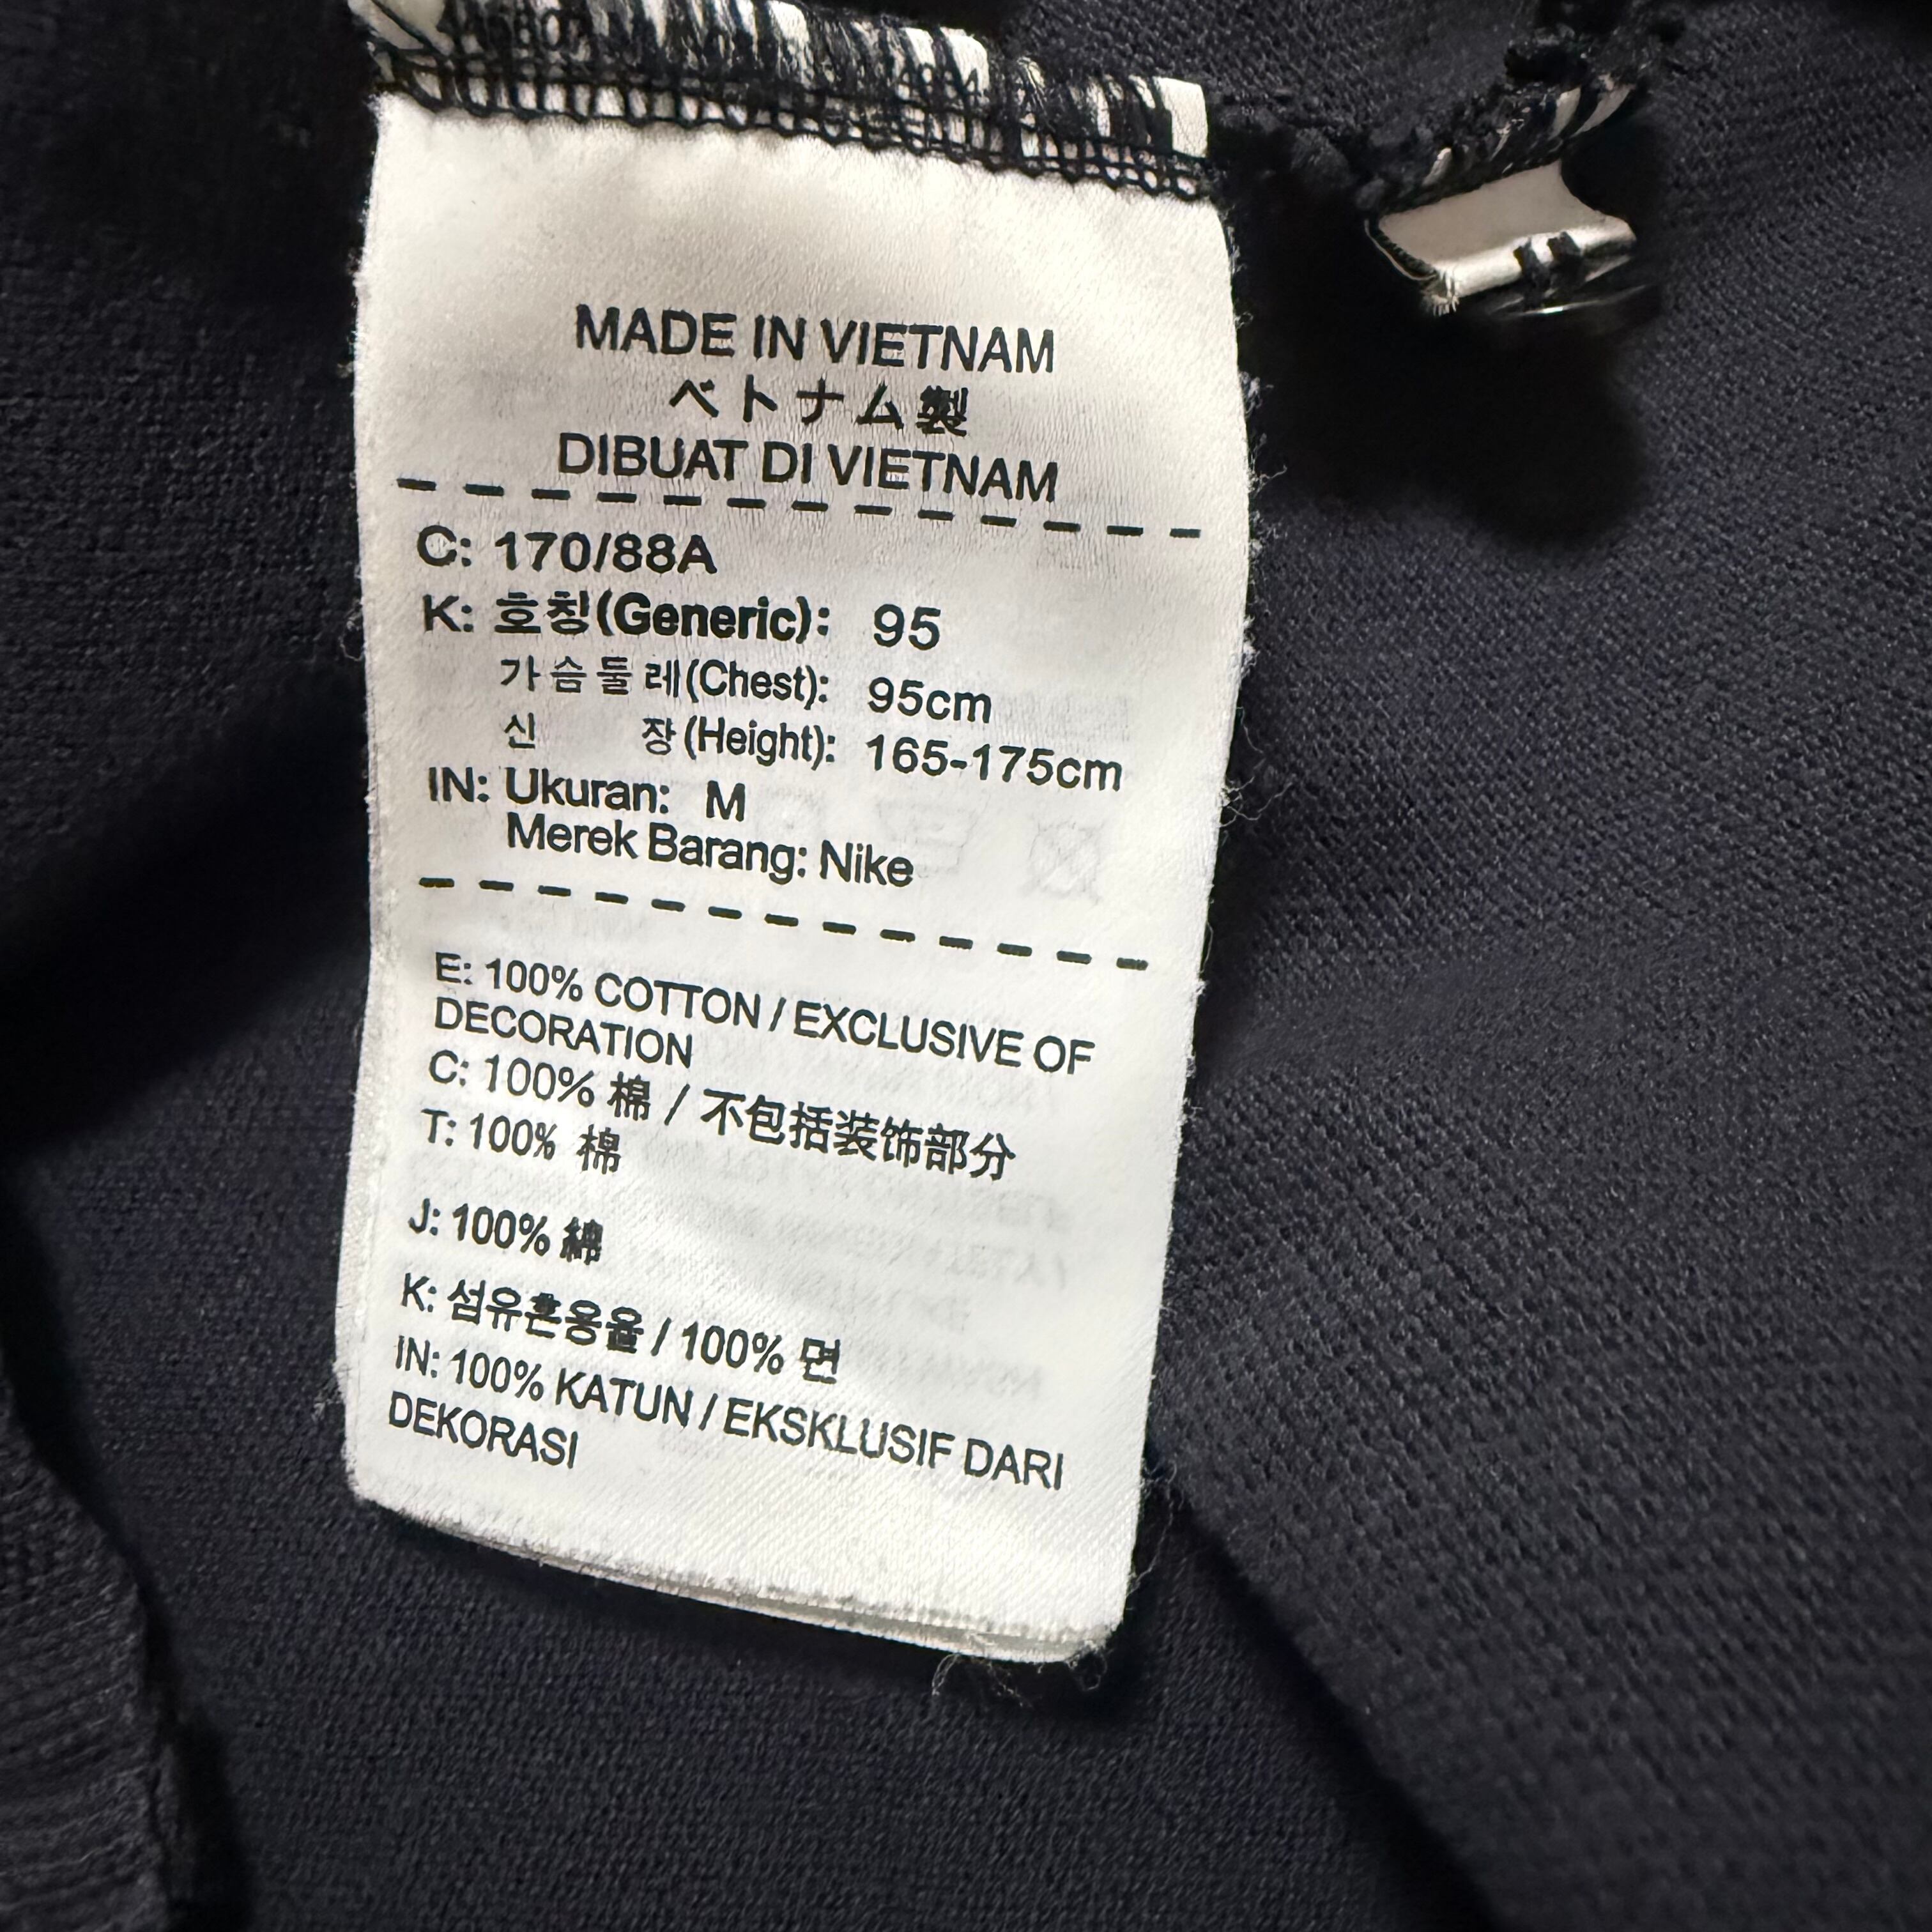 MADE IN VIETNAM
ベトナム製
DIBUAT DI VIETNAM
C: 170/88A
K: 호칭(Generic): 95
가슴둘레(Chest): 95cm
신 장(Height): 165-175cm
IN: Ukuran: M
Merek Barang: Nike
E: 100% COTTON / EXCLUSIVE OF
DECORATION
C: 100% 棉 / 不包括装饰部分
T: 100% 棉
J: 100% 綿
K: 섬유혼용율 / 100% 면
IN: 100% KATUN / EKSKLUSIF DARI
DEKORASI